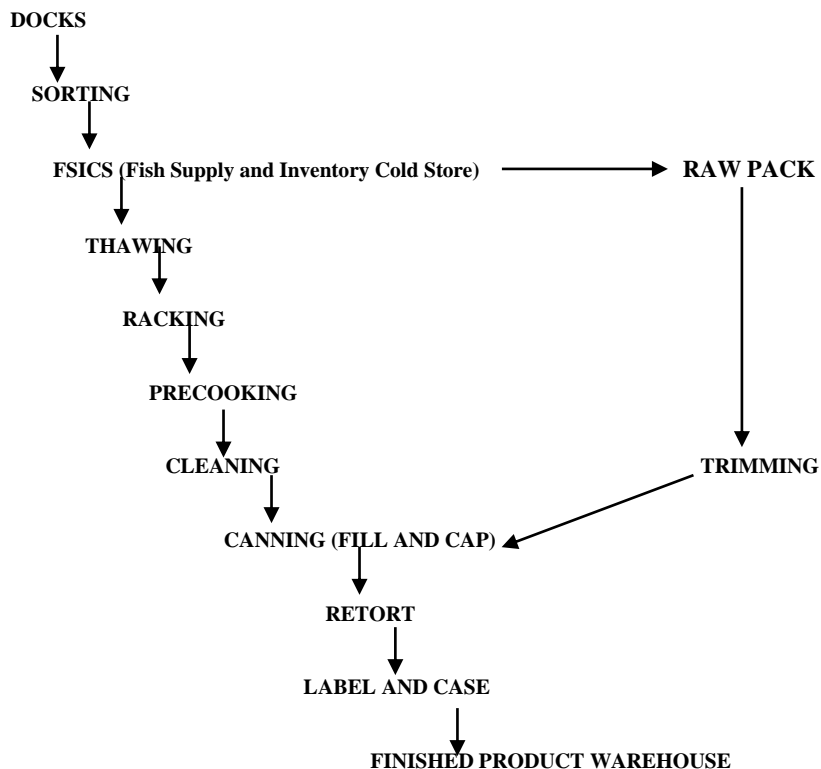 DOCKS
SORTING
FSICS (Fish Supply and Inventory Cold Store)
RAW PACK
THAWING
RACKING
PRECOOKING
CLEANING
TRIMMING
CANNING (FILL AND CAP)
RETORT
LABEL AND CASE
FINISHED PRODUCT WAREHOUSE